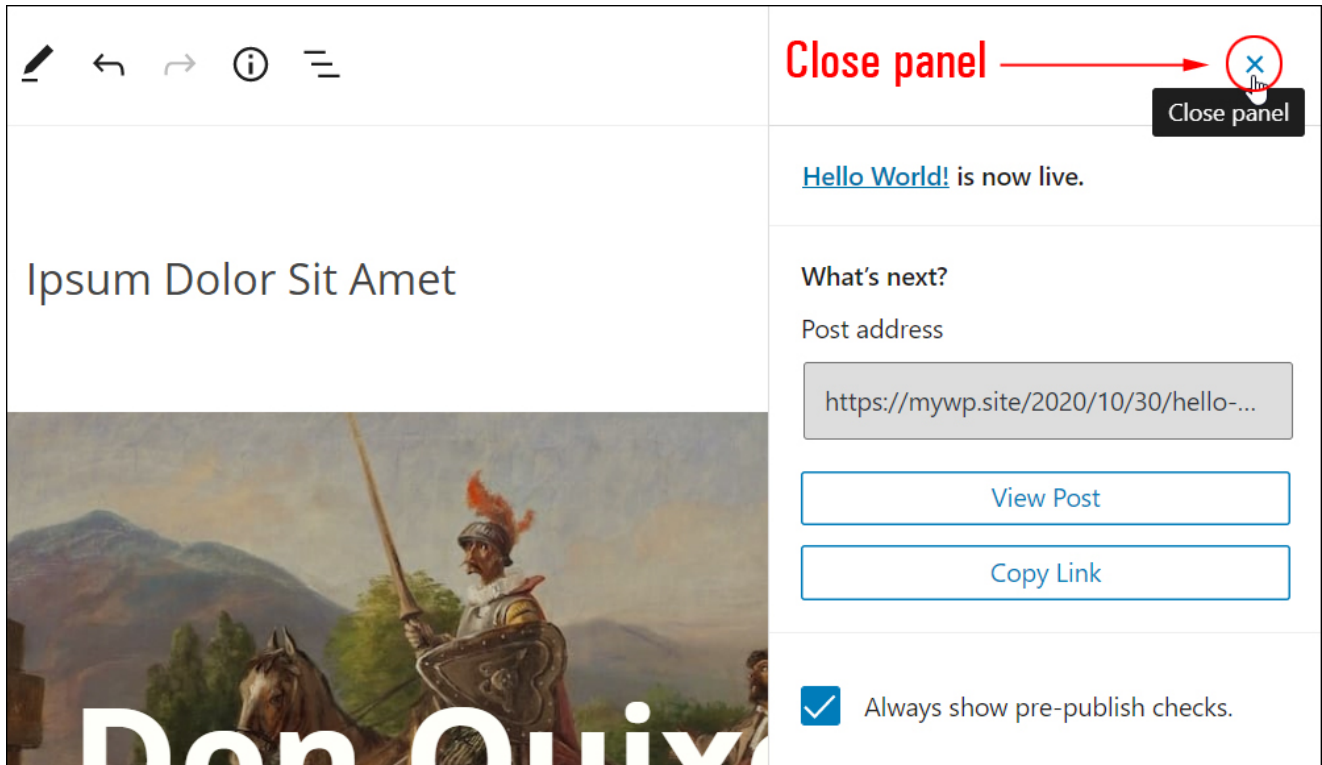 Close panel
Close panel
Hello World! is now live.
Ipsum Dolor Sit Amet
What's next?
Post address
https://mywp.site/2020/10/30/hello-...
View Post
Copy Link
Always show pre-publish checks.
Don